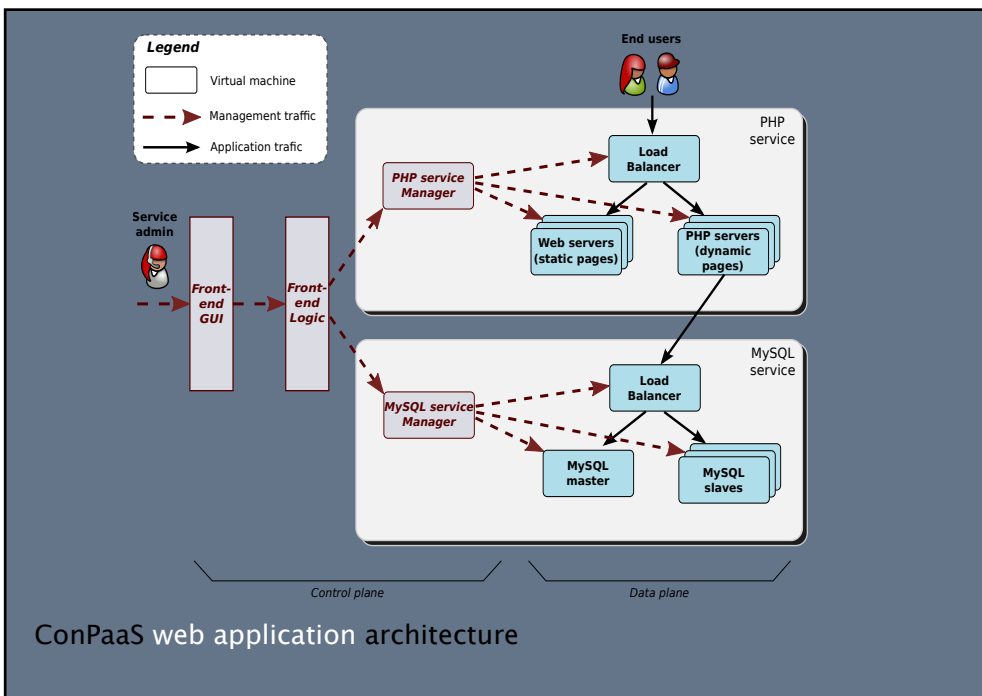 Legend
Virtual machine
Management traffic
Application trafic
End users
PHP
service
Load
Balancer
PHP service
Manager
Web servers
(static pages)
PHP servers
(dynamic
pages)
Service
admin
Front-
end
GUI
Front-
end
Logic
MySQL
service
Load
Balancer
MySQL service
Manager
MySQL
master
MySQL
slaves
Control plane
Data plane
ConPaaS web application architecture